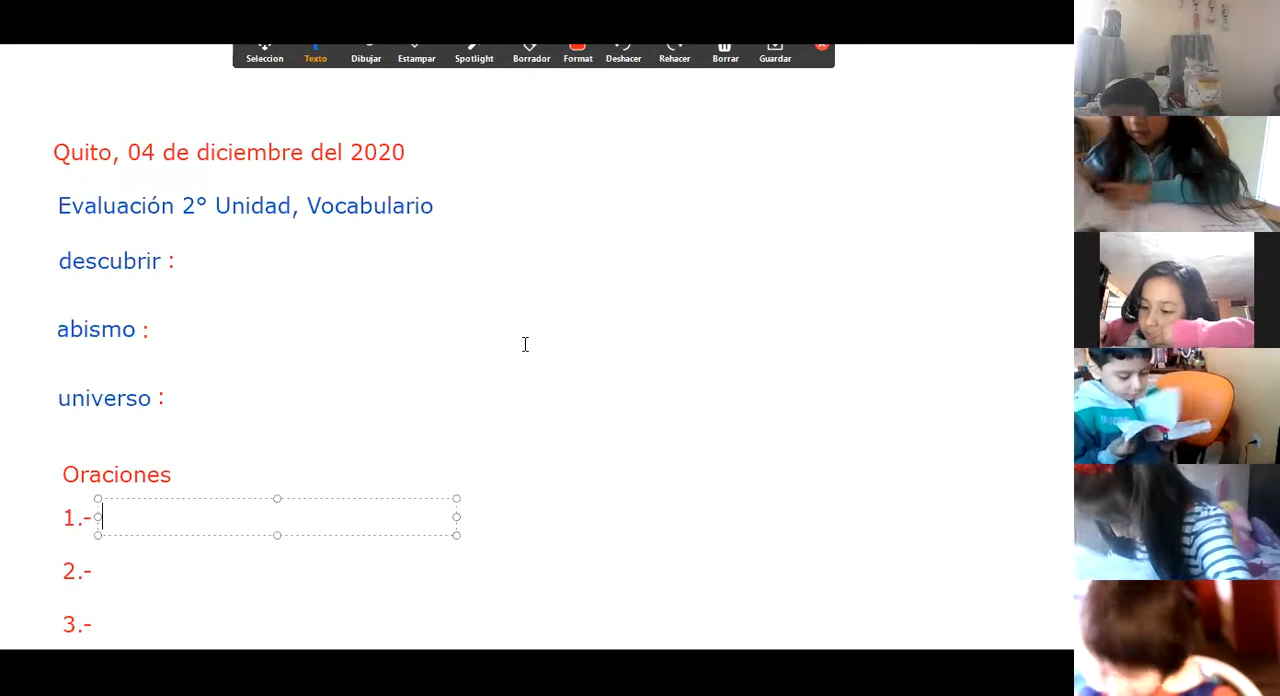 Seleccion Texto Dibujar Estampar Spotlight Borrador Format Deshacer Rehacer Borrar Guardar
Quito, 04 de diciembre del 2020
Evaluación 2° Unidad, Vocabulario
descubrir :
abismo :
universo :
Oraciones
1.-
2.-
3.-